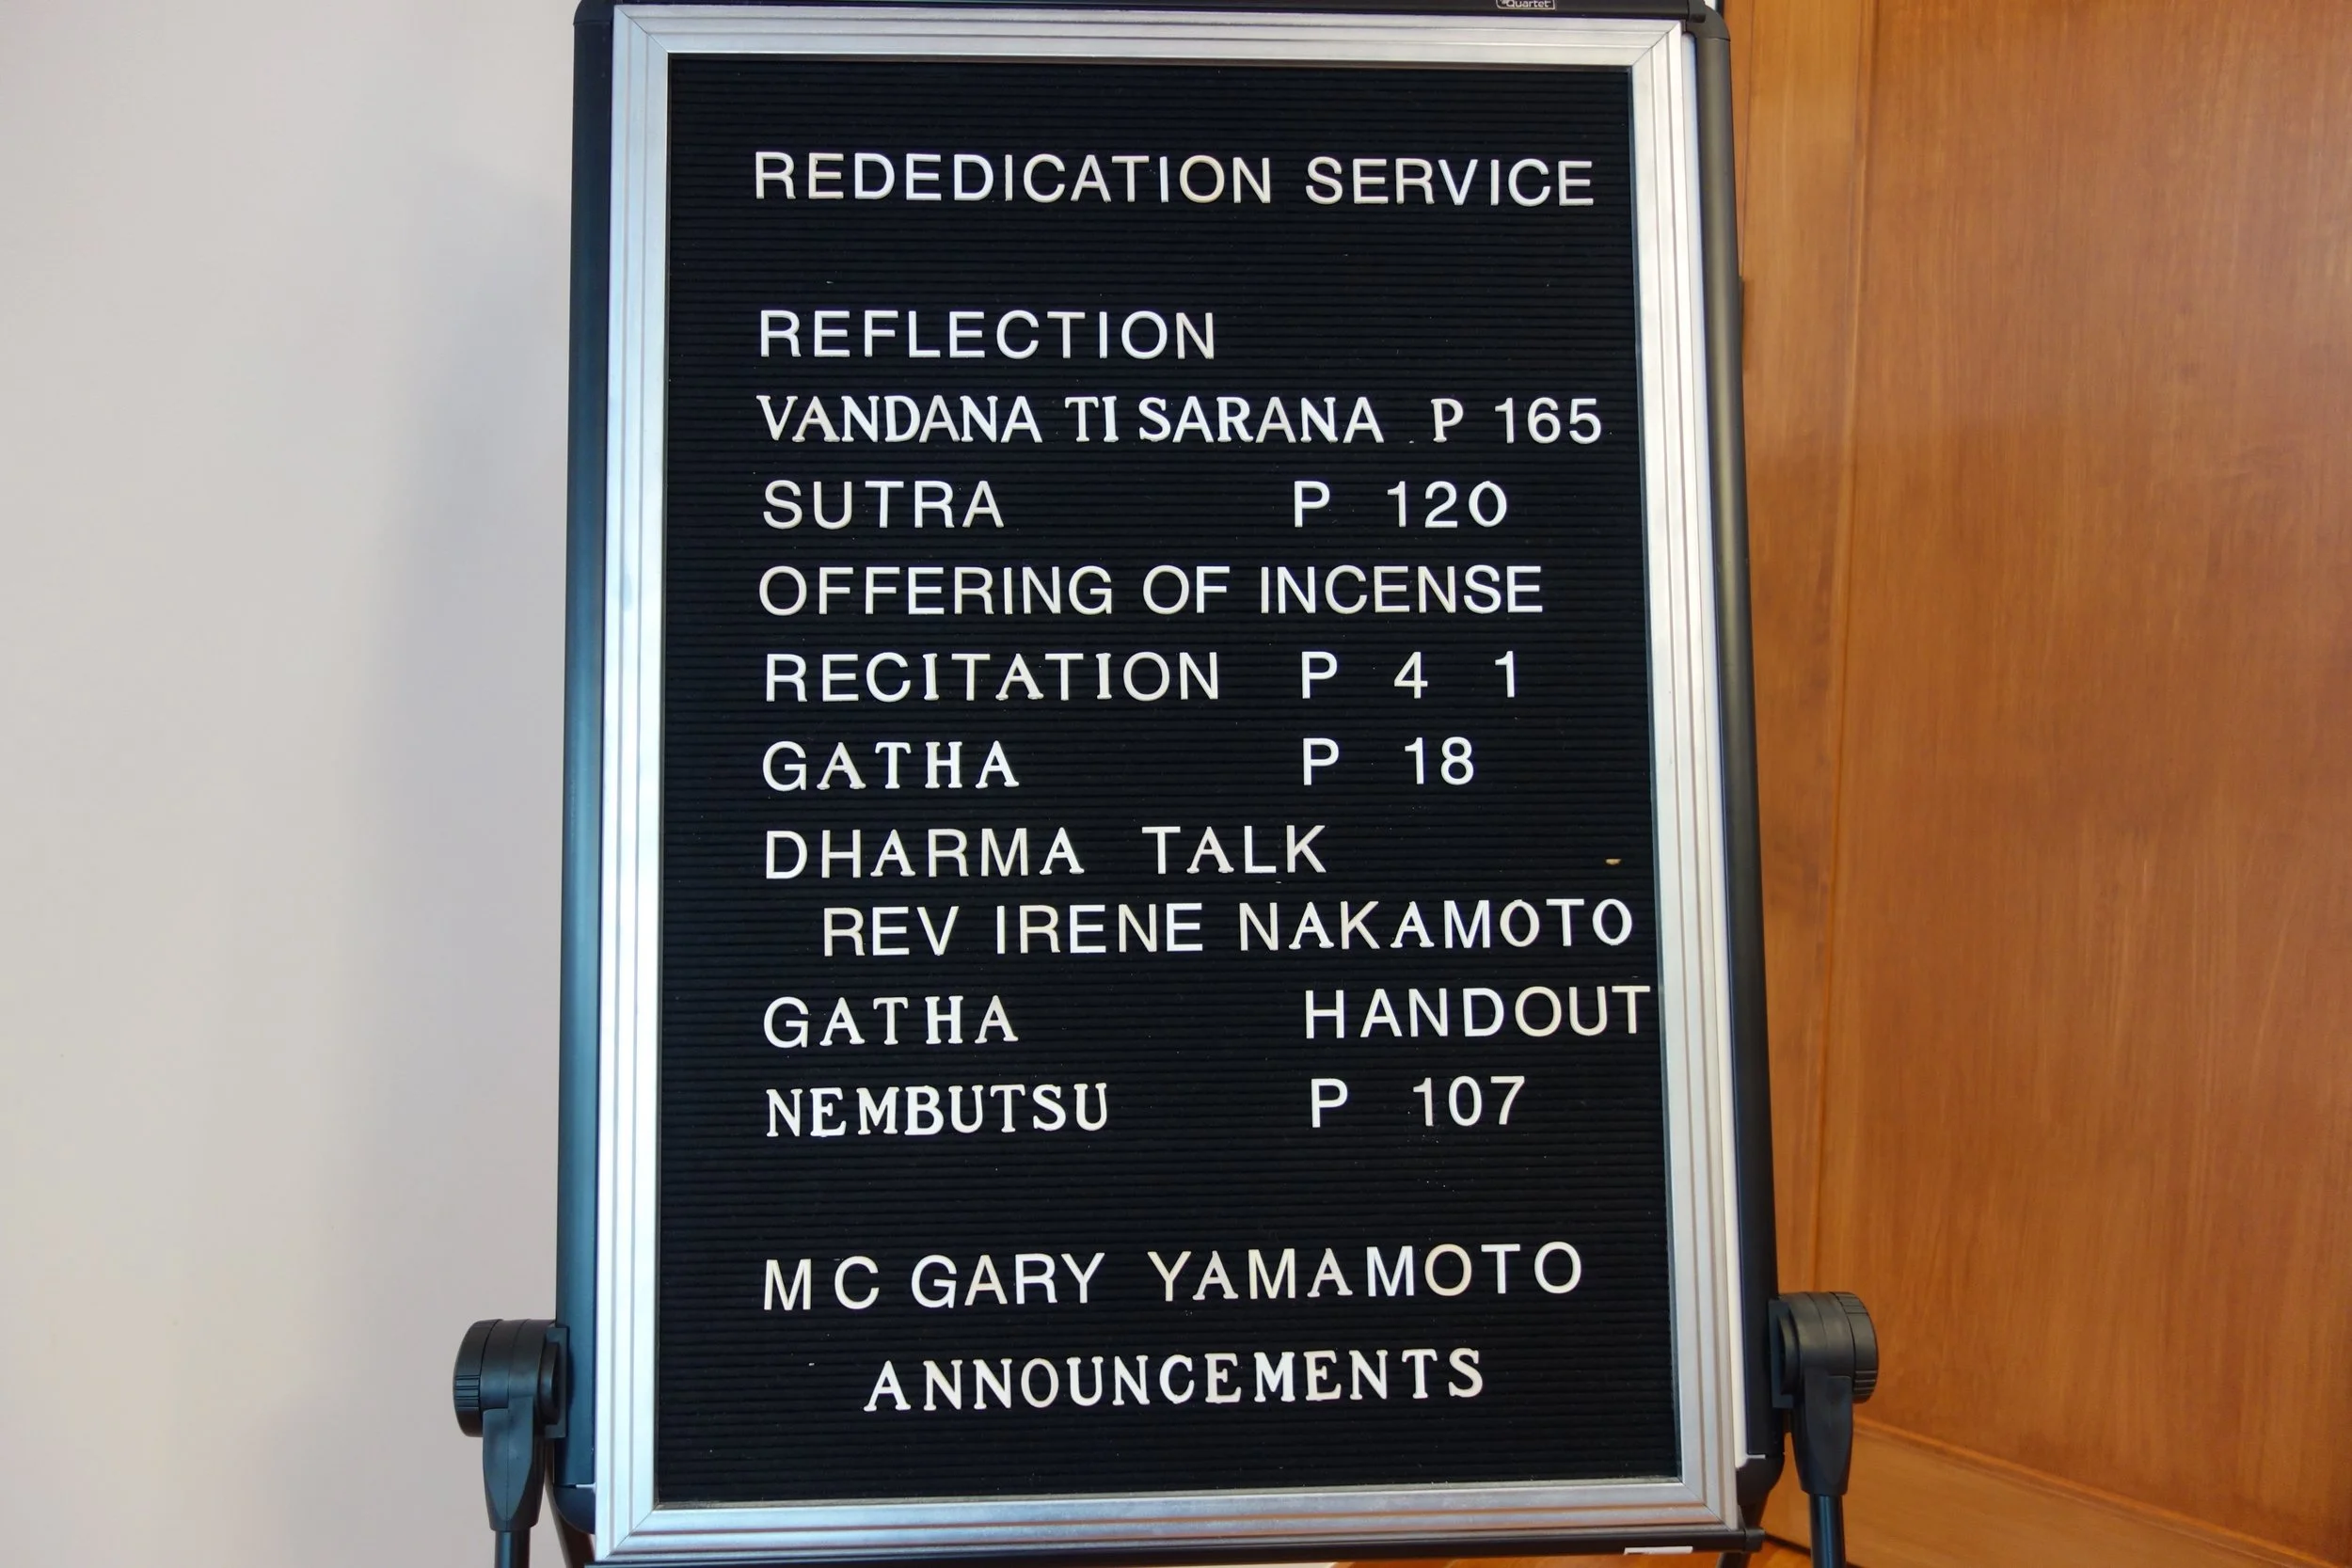 Quartet
REDEDICATION SERVICE
REFLECTION
VANDANA TI SARANA P 165
SUTRA P 120
OFFERING OF INCENSE
RECITATION P 4 1
GATHA P 18
DHARMA TALK
REV IRENE NAKAMOTO
GATHA HANDOUT
NEMBUTSU P 107
MC GARY YAMAMOTO
ANNOUNCEMENTS